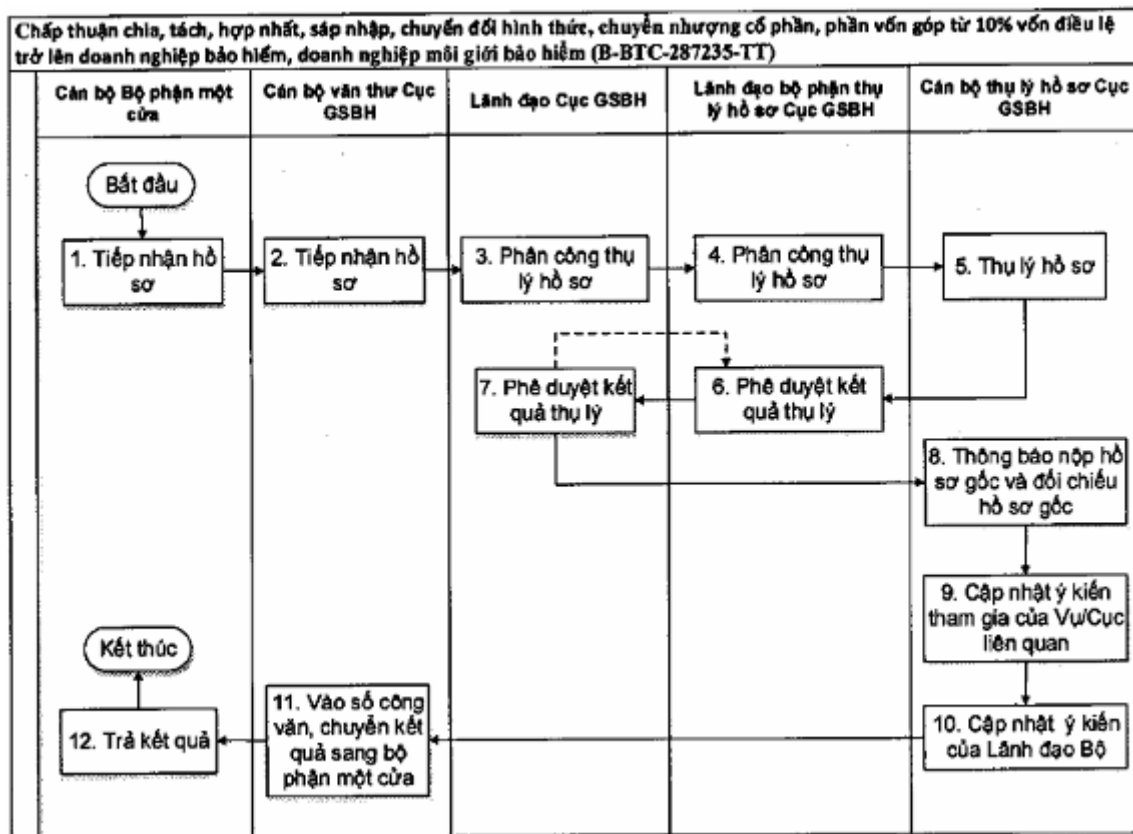 Chấp thuận chia, tách, hợp nhất, sáp nhập, chuyển đổi hình thức, chuyển nhượng cổ phần, phần vốn góp từ 10% vốn điều lệ
trở lên doanh nghiệp bảo hiểm, doanh nghiệp môi giới bảo hiểm (B-BTC-287235-TT)
Cán bộ Bộ phận một
cửa
Cán bộ văn thư Cục
GSBH
Lãnh đạo Cục GSBH
Lãnh đạo bộ phận thụ
lý hồ sơ Cục GSBH
Cán bộ thụ lý hồ sơ Cục
GSBH
Bắt đầu
1. Tiếp nhận hồ
sơ
2. Tiếp nhận hồ
sơ
3. Phân công thụ
lý hồ sơ
4. Phân công thụ
lý hồ sơ
5. Thụ lý hồ sơ
7. Phê duyệt kết
quả thụ lý
6. Phê duyệt kết
quả thụ lý
8. Thông báo nộp hồ
sơ gốc và đối chiếu
hồ sơ gốc
9. Cập nhật ý kiến
tham gia của Vụ/Cục
liên quan
Kết thúc
12. Trả kết quả
11. Vào số công
văn, chuyển kết
quả sang bộ
phận một cửa
10. Cập nhật ý kiến
của Lãnh đạo Bộ